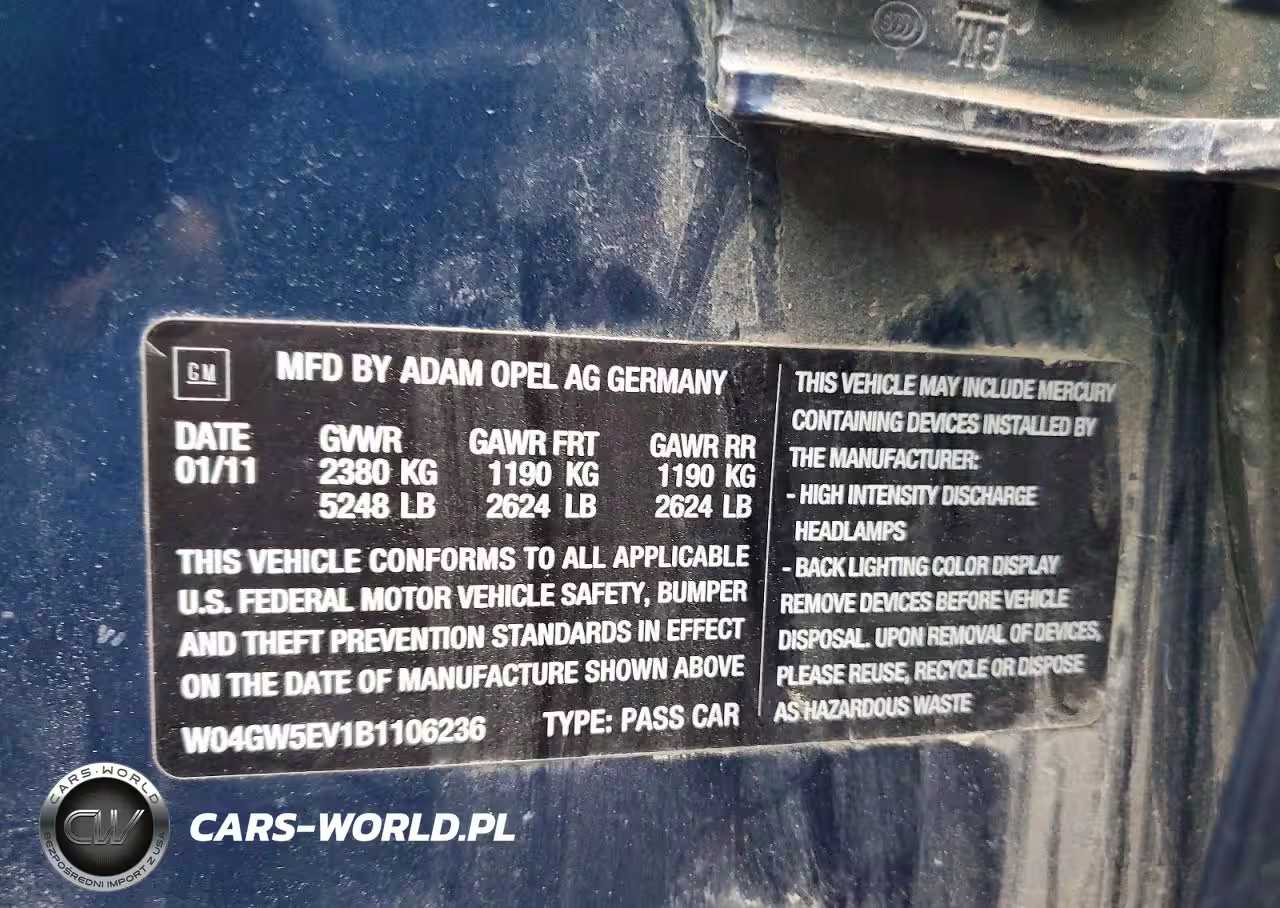 GM
MFD BY ADAM OPEL AG GERMANY
DATE GVWR GAWR FRT GAWR RR
01/11 2380 KG 1190 KG 1190 KG
5248 LB 2624 LB 2624 LB
THIS VEHICLE CONFORMS TO ALL APPLICABLE
U.S. FEDERAL MOTOR VEHICLE SAFETY, BUMPER
AND THEFT PREVENTION STANDARDS IN EFFECT
ON THE DATE OF MANUFACTURE SHOWN ABOVE
W04GW5EV1B1106236 TYPE: PASS CAR
THIS VEHICLE MAY INCLUDE MERCURY
CONTAINING DEVICES INSTALLED BY
THE MANUFACTURER:
- HIGH INTENSITY DISCHARGE
HEADLAMPS
- BACK LIGHTING COLOR DISPLAY
REMOVE DEVICES BEFORE VEHICLE
DISPOSAL. UPON REMOVAL OF DEVICES,
PLEASE REUSE, RECYCLE OR DISPOSE
AS HAZARDOUS WASTE
CARS-WORLD
CW
BEZPOŚREDNI IMPORT Z USA
CARS-WORLD.PL